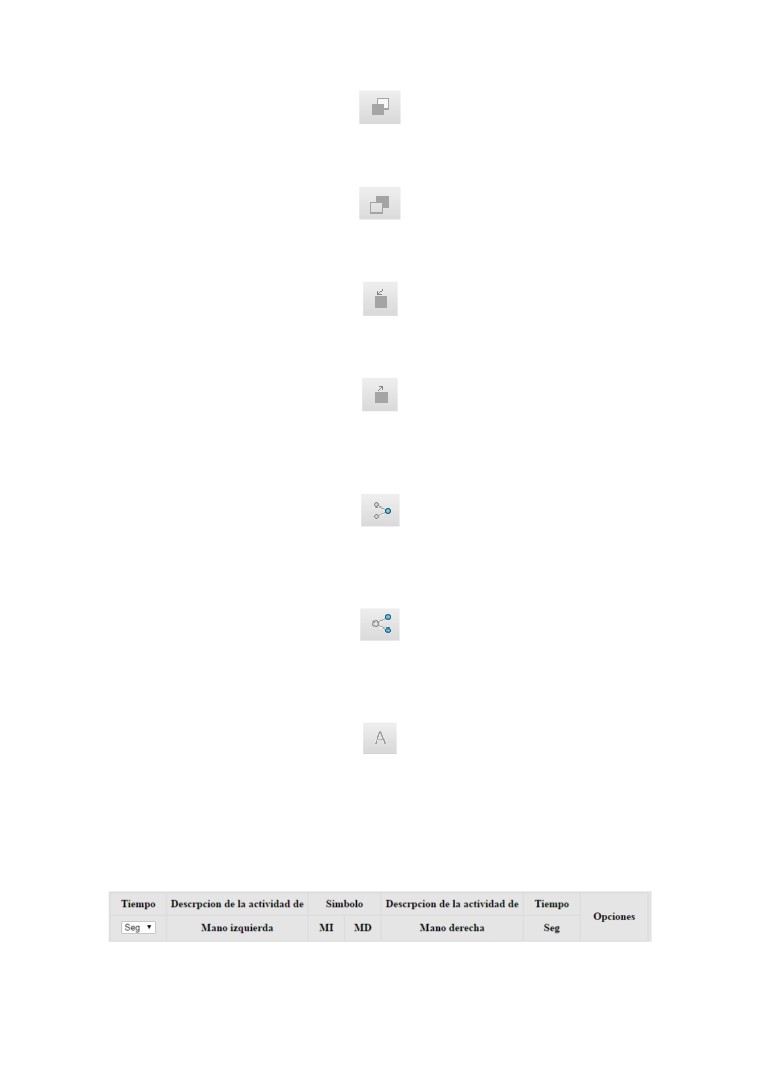 A
Tiempo Descrpcion de la actividad de Simbolo Descrpcion de la actividad de Tiempo Opciones
Seg Mano izquierda MI MD Mano derecha Seg